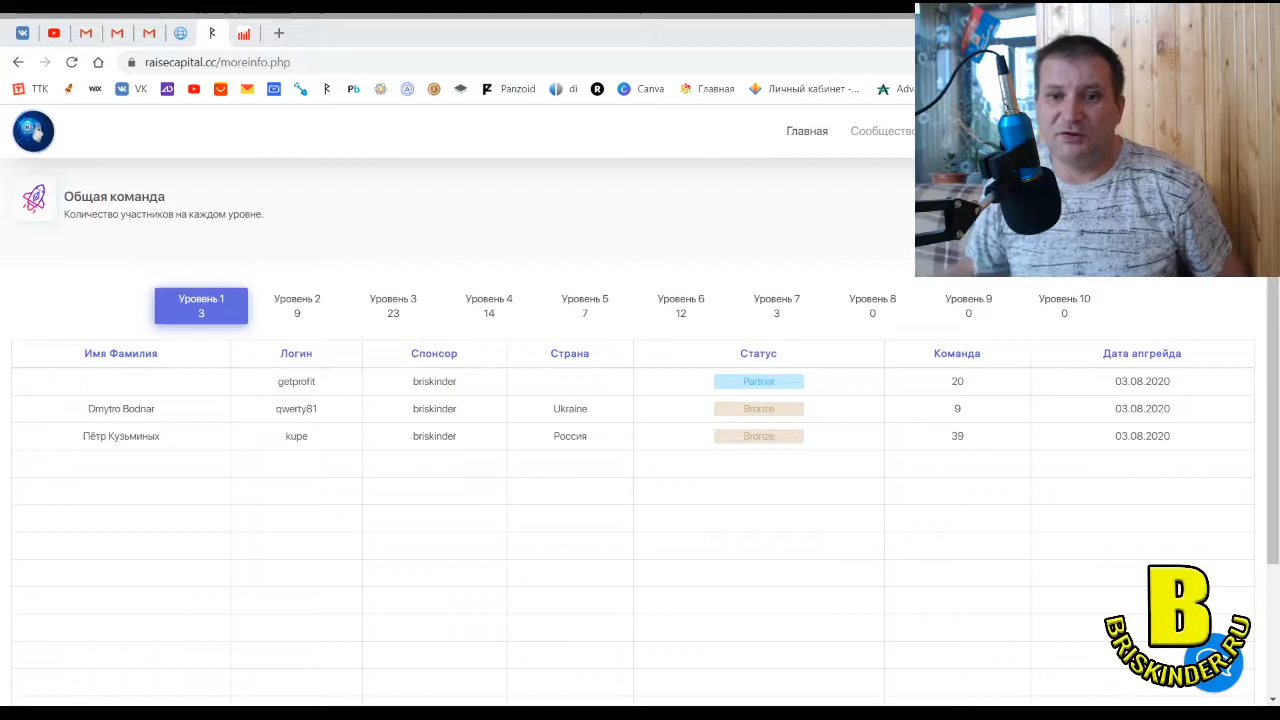 raisecapital.cc/moreinfo.php
ТТК
WIX
VK
Pb
Panzoid
di
Canva
Главная
Личный кабинет -...
Adva
Главная
Сообщество
Общая команда
Количество участников на каждом уровне.
Уровень 1 Уровень 2 Уровень 3 Уровень 4 Уровень 5 Уровень 6 Уровень 7 Уровень 8 Уровень 9 Уровень 10
3 9 23 14 7 12 3 0 0 0
Имя Фамилия Логин Спонсор Страна Статус Команда Дата апгрейда
getprofit briskinder Partner 20 03.08.2020
Dmytro Bodnar qwerty81 briskinder Ukraine Bronze 9 03.08.2020
Пётр Кузьминых kupe briskinder Россия Bronze 39 03.08.2020
B
BRISKINDER.RU